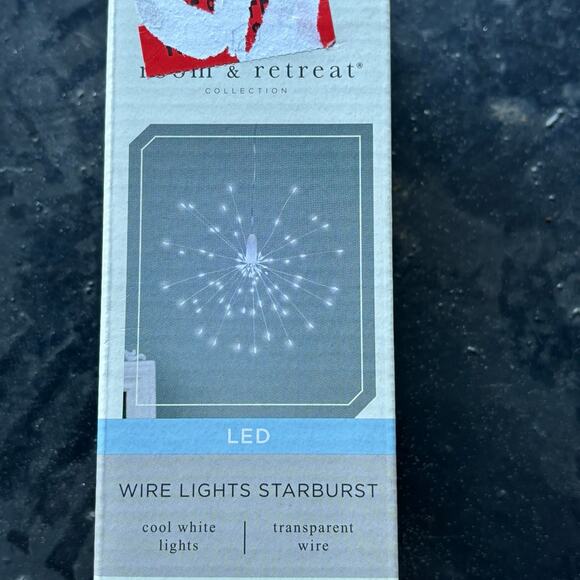 room & retreat®
COLLECTION
LED
WIRE LIGHTS STARBURST
cool white lights | transparent wire